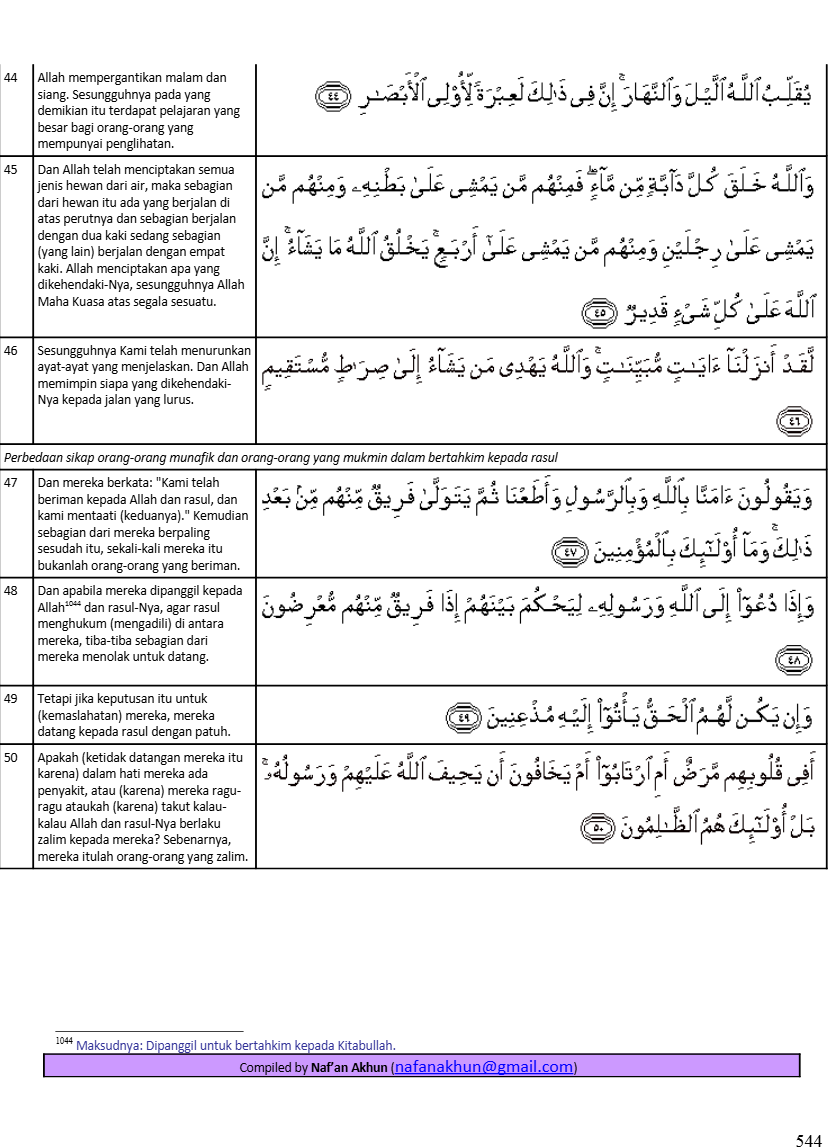 44
Allah mempergantikan malam dan
siang. Sesungguhnya pada yang
demikian itu terdapat pelajaran yang
besar bagi orang-orang yang
mempunyai penglihatan.
يُقَلِّبُ ٱللَّهُ ٱلَّيْلَ وَٱلنَّهَارَ ۚ إِنَّ فِى ذَٰلِكَ لَعِبْرَةً لِّأُو۟لِى ٱلْأَبْصَـٰرِ ﴿٤٤﴾
45
Dan Allah telah menciptakan semua
jenis hewan dari air, maka sebagian
dari hewan itu ada yang berjalan di
atas perutnya dan sebagian berjalan
dengan dua kaki sedang sebagian
(yang lain) berjalan dengan empat
kaki. Allah menciptakan apa yang
dikehendaki-Nya, sesungguhnya Allah
Maha Kuasa atas segala sesuatu.
وَٱللَّهُ خَلَقَ كُلَّ دَآبَّةٍ مِّن مَّآءٍ ۖ فَمِنْهُم مَّن يَمْشِى عَلَىٰ بَطْنِهِۦ وَمِنْهُم مَّن
يَمْشِى عَلَىٰ رِجْلَيْنِ وَمِنْهُم مَّن يَمْشِى عَلَىٰٓ أَرْبَعٍ ۚ يَخْلُقُ ٱللَّهُ مَا يَشَآءُ ۚ إِنَّ
ٱللَّهَ عَلَىٰ كُلِّ شَىْءٍ قَدِيرٌ ﴿٤٥﴾
46
Sesungguhnya Kami telah menurunkan
ayat-ayat yang menjelaskan. Dan Allah
memimpin siapa yang dikehendaki-
Nya kepada jalan yang lurus.
لَّقَدْ أَنزَلْنَآ ءَايَـٰتٍ مُّبَيِّنَـٰتٍ ۚ وَٱللَّهُ يَهْدِى مَن يَشَآءُ إِلَىٰ صِرَٰطٍ مُّسْتَقِيمٍ
﴿٤٦﴾
Perbedaan sikap orang-orang munafik dan orang-orang yang mukmin dalam bertahkim kepada rasul
47
Dan mereka berkata: "Kami telah
beriman kepada Allah dan rasul, dan
kami mentaati (keduanya)." Kemudian
sebagian dari mereka berpaling
sesudah itu, sekali-kali mereka itu
bukanlah orang-orang yang beriman.
وَيَقُولُونَ ءَامَنَّا بِٱللَّهِ وَبِٱلرَّسُولِ وَأَطَعْنَا ثُمَّ يَتَوَلَّىٰ فَرِيقٌ مِّنْهُم مِّنۢ بَعْدِ
ذَٰلِكَ ۚ وَمَآ أُو۟لَـٰٓئِكَ بِٱلْمُؤْمِنِينَ ﴿٤٧﴾
48
Dan apabila mereka dipanggil kepada
Allah¹⁰⁴⁴ dan rasul-Nya, agar rasul
menghukum (mengadili) di antara
mereka, tiba-tiba sebagian dari
mereka menolak untuk datang.
وَإِذَا دُعُوٓا۟ إِلَى ٱللَّهِ وَرَسُولِهِۦ لِيَحْكُمَ بَيْنَهُمْ إِذَا فَرِيقٌ مِّنْهُم مُّعْرِضُونَ
﴿٤٨﴾
49
Tetapi jika keputusan itu untuk
(kemaslahatan) mereka, mereka
datang kepada rasul dengan patuh.
وَإِن يَكُن لَّهُمُ ٱلْحَقُّ يَأْتُوٓا۟ إِلَيْهِ مُذْعِنِينَ ﴿٤٩﴾
50
Apakah (ketidak datangan mereka itu
karena) dalam hati mereka ada
penyakit, atau (karena) mereka ragu-
ragu ataukah (karena) takut kalau-
kalau Allah dan rasul-Nya berlaku
zalim kepada mereka? Sebenarnya,
mereka itulah orang-orang yang zalim.
أَفِى قُلُوبِهِم مَّرَضٌ أَمِ ٱرْتَابُوٓا۟ أَمْ يَخَافُونَ أَن يَحِيفَ ٱللَّهُ عَلَيْهِمْ وَرَسُولُهُۥ ۚ
بَلْ أُو۟لَـٰٓئِكَ هُمُ ٱلظَّـٰلِمُونَ ﴿٥٠﴾
¹⁰⁴⁴ Maksudnya: Dipanggil untuk bertahkim kepada Kitabullah.
Compiled by Naf’an Akhun (nafanakhun@gmail.com)
544